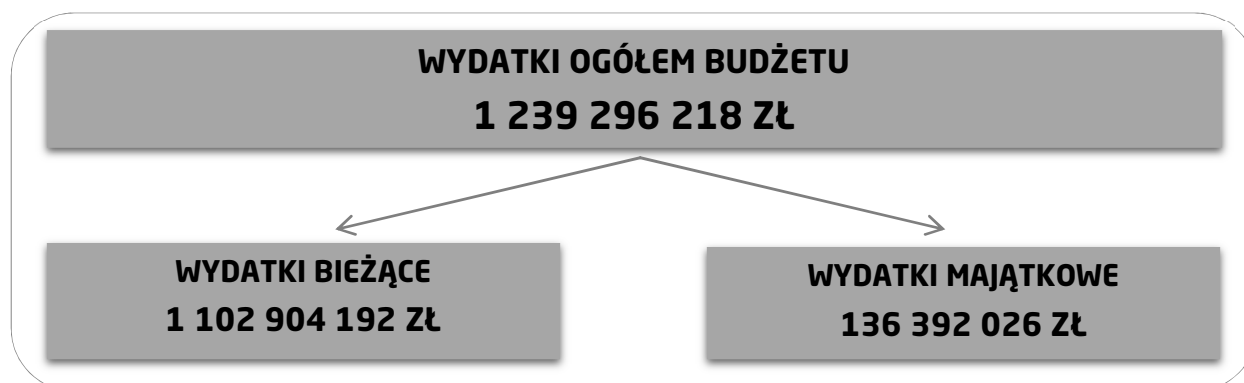 WYDATKI OGÓŁEM BUDŻETU
1 239 296 218 ZŁ
WYDATKI BIEŻĄCE
1 102 904 192 ZŁ
WYDATKI MAJĄTKOWE
136 392 026 ZŁ